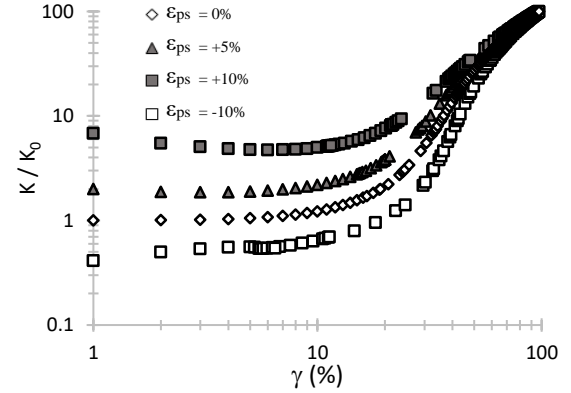 100
10
1
0.1
K / K₀
εps = 0%
εps = +5%
εps = +10%
εps = -10%
1
10
100
γ (%)